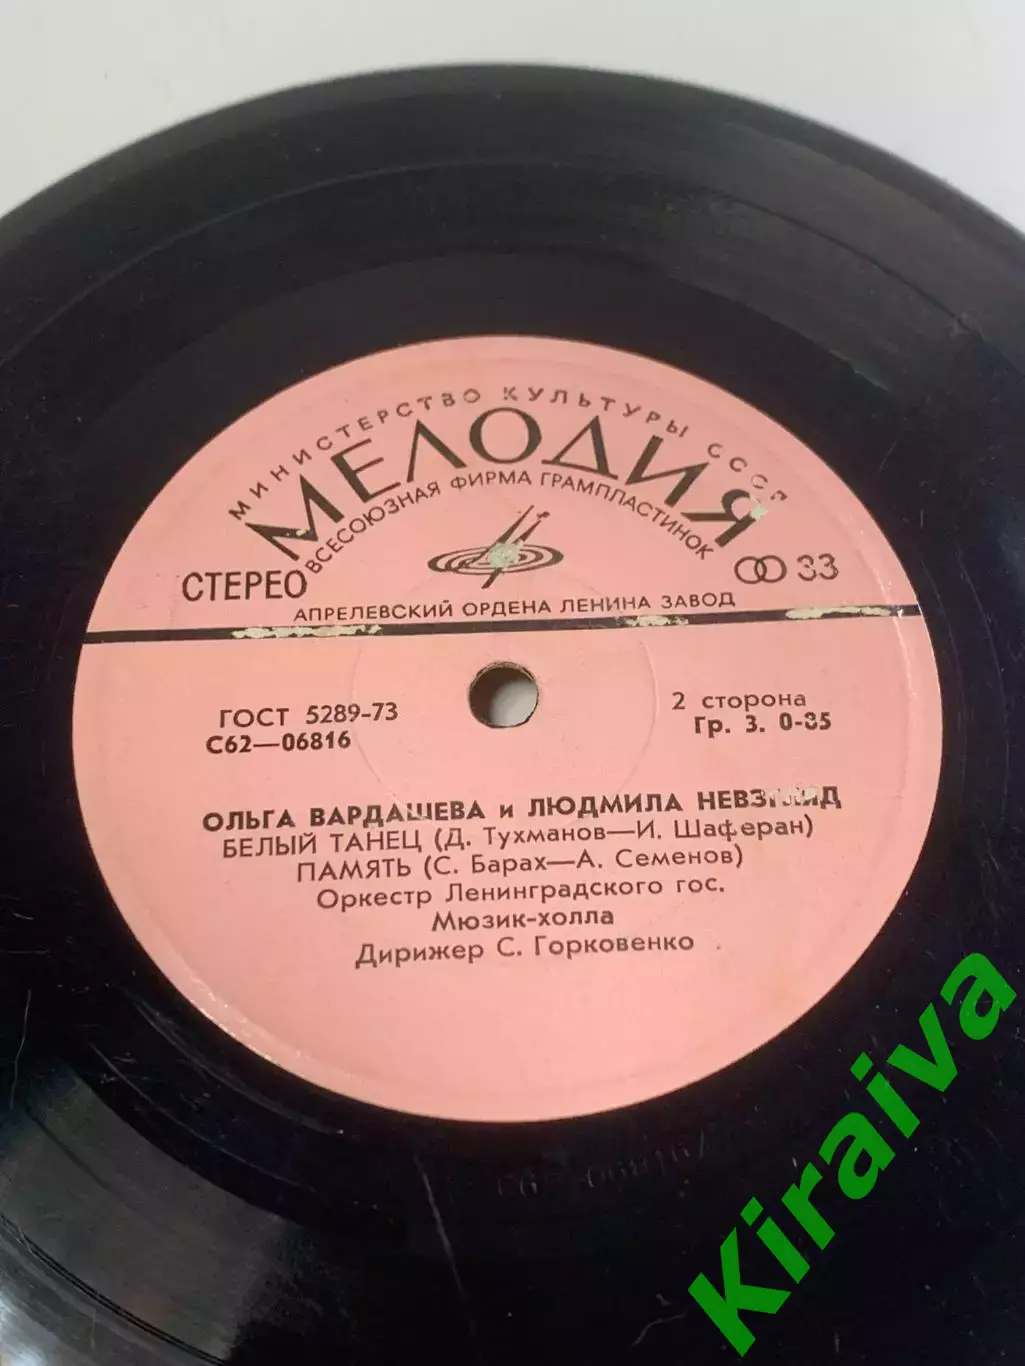 МИНИСТЕРСТВО КУЛЬТУРЫ СССР
МЕЛОДИЯ
ВСЕСОЮЗНАЯ ФИРМА ГРАМПЛАСТИНОК
СТЕРЕО
33
АПРЕЛЕВСКИЙ ОРДЕНА ЛЕНИНА ЗАВОД
ГОСТ 5289-73
2 сторона
С62—06816
Гр. 3. 0-85
ОЛЬГА ВАРДАШЕВА и ЛЮДМИЛА НЕВЗГЛЯД
БЕЛЫЙ ТАНЕЦ (Д. Тухманов—И. Шаферан)
ПАМЯТЬ (С. Барах—А. Семенов)
Оркестр Ленинградского гос.
Мюзик-холла
Дирижер С. Горковенко
Kiraiva